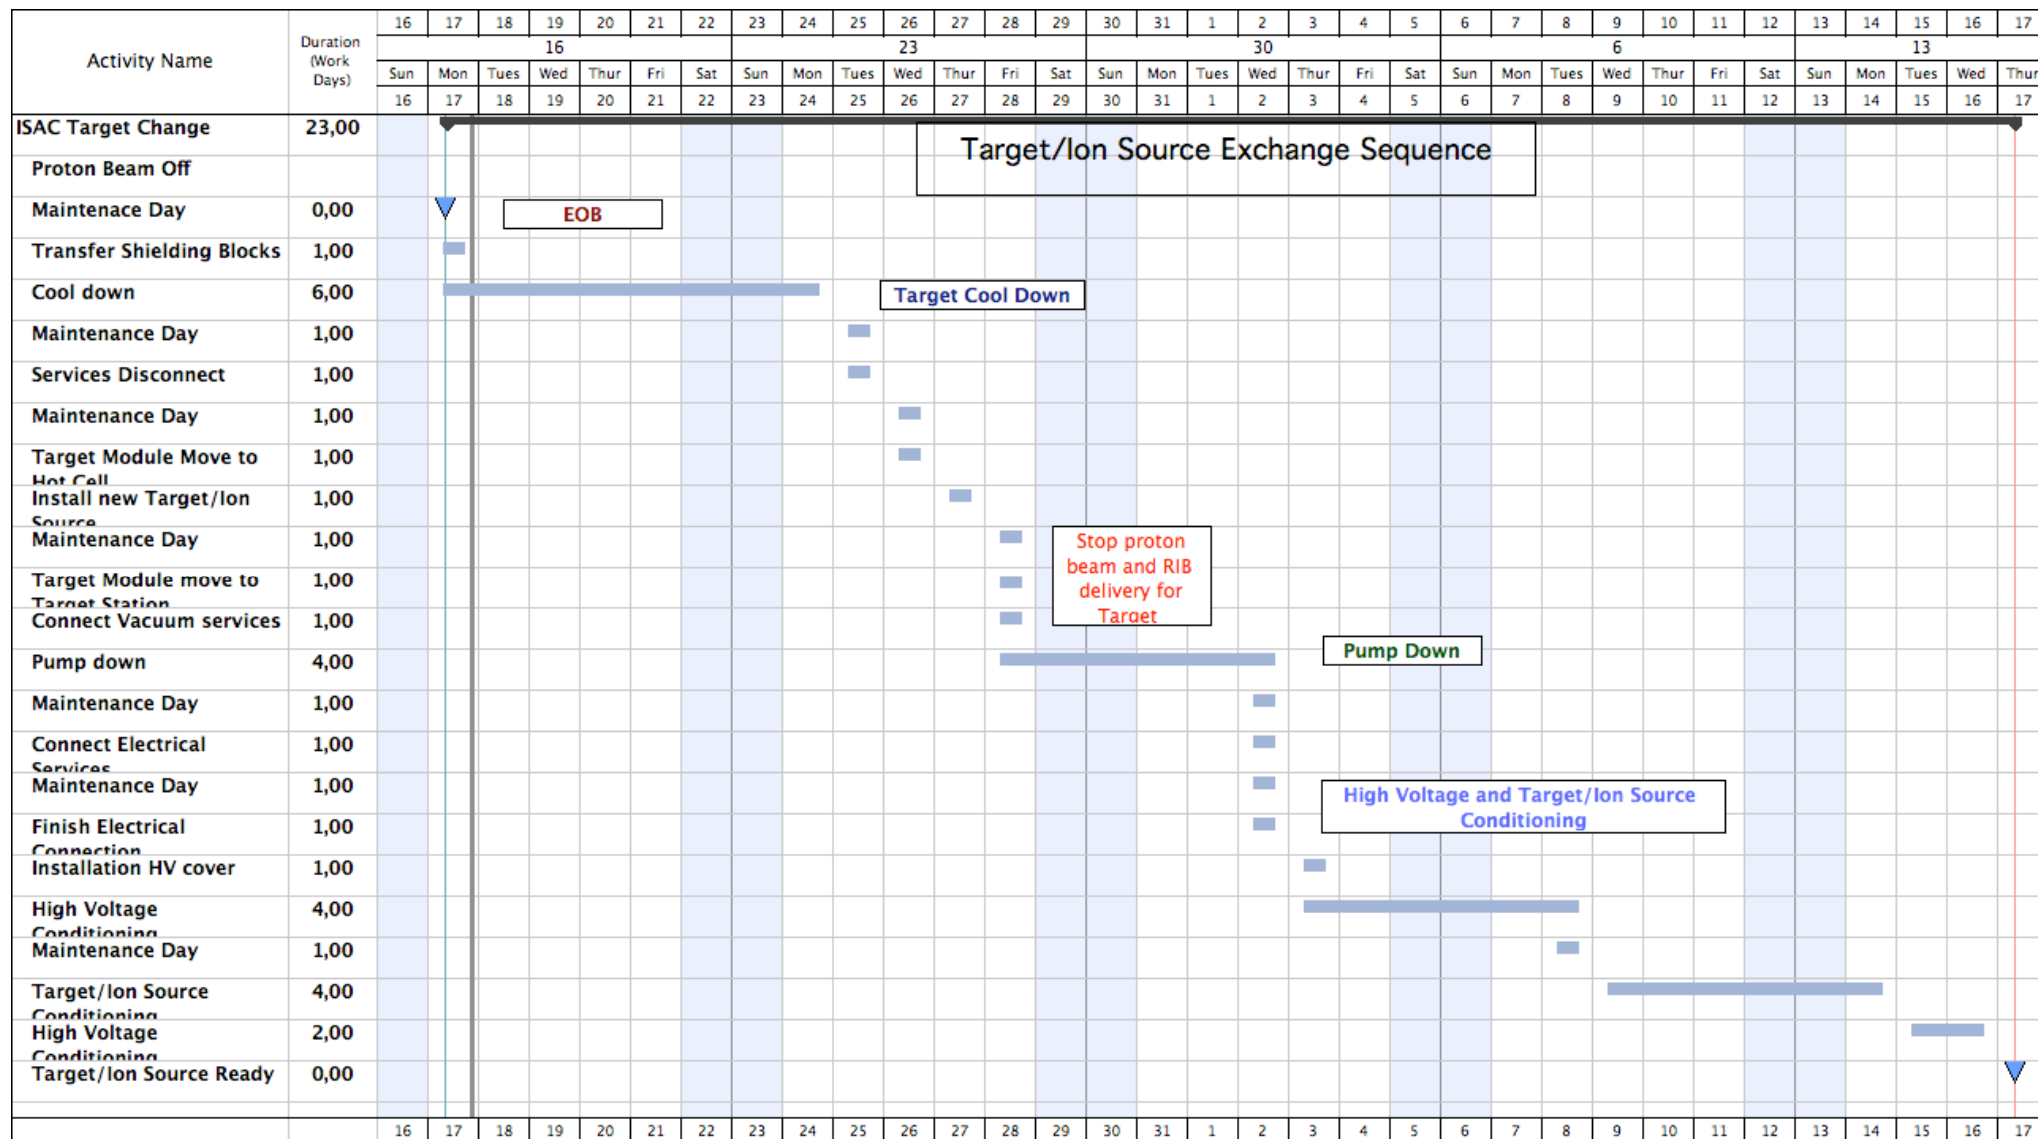 16 17 18 19 20 21 22 23 24 25 26 27 28 29 30 31 1 2 3 4 5 6 7 8 9 10 11 12 13 14 15 16 17
Activity Name
Duration (Work Days)
16 23 30 6 13
Sun Mon Tues Wed Thur Fri Sat Sun Mon Tues Wed Thur Fri Sat Sun Mon Tues Wed Thur Fri Sat Sun Mon Tues Wed Thur Fri Sat Sun Mon Tues Wed Thur
16 17 18 19 20 21 22 23 24 25 26 27 28 29 30 31 1 2 3 4 5 6 7 8 9 10 11 12 13 14 15 16 17
ISAC Target Change 23,00
Target/Ion Source Exchange Sequence
Proton Beam Off
Maintenace Day 0,00
EOB
Transfer Shielding Blocks 1,00
Cool down 6,00
Target Cool Down
Maintenance Day 1,00
Services Disconnect 1,00
Maintenance Day 1,00
Target Module Move to 1,00
Hot Cell
Install new Target/Ion 1,00
Source
Maintenance Day 1,00
Stop proton
beam and RIB
delivery for
Target
Target Module move to 1,00
Target Station
Connect Vacuum services 1,00
Pump down 4,00
Pump Down
Maintenance Day 1,00
Connect Electrical 1,00
Services
Maintenance Day 1,00
High Voltage and Target/Ion Source
Conditioning
Finish Electrical 1,00
Connection
Installation HV cover 1,00
High Voltage 4,00
Conditioning
Maintenance Day 1,00
Target/Ion Source 4,00
Conditioning
High Voltage 2,00
Conditioning
Target/Ion Source Ready 0,00
16 17 18 19 20 21 22 23 24 25 26 27 28 29 30 31 1 2 3 4 5 6 7 8 9 10 11 12 13 14 15 16 17